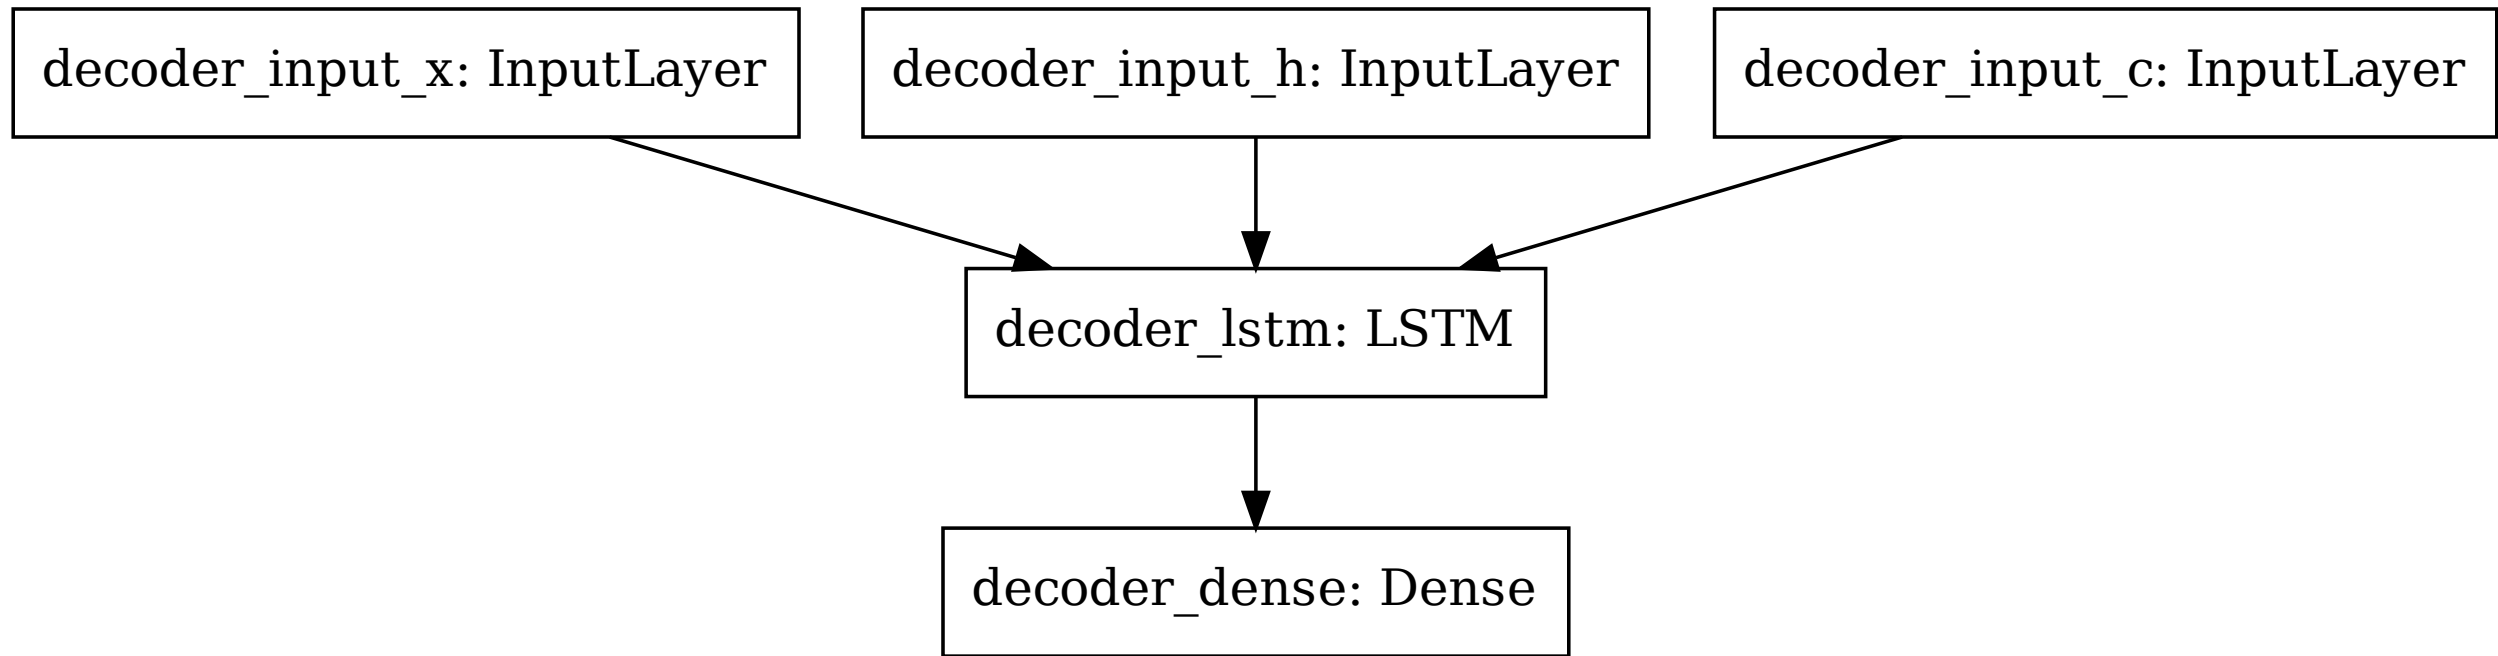 decoder_input_x: InputLayer
decoder_input_h: InputLayer
decoder_input_c: InputLayer
decoder_lstm: LSTM
decoder_dense: Dense